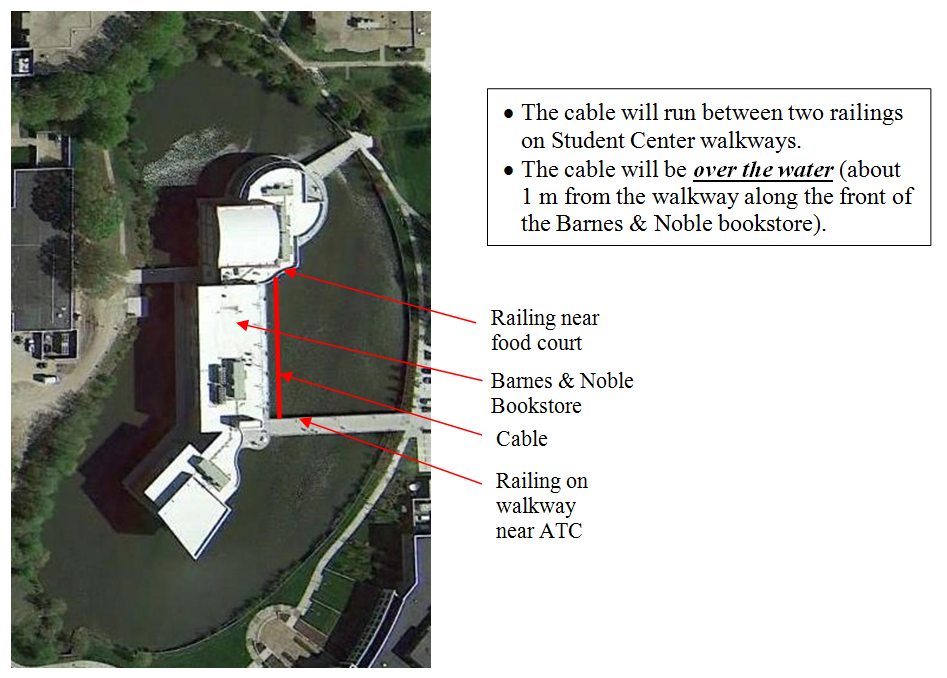 • The cable will run between two railings
on Student Center walkways.
• The cable will be over the water (about
1 m from the walkway along the front of
the Barnes & Noble bookstore).
Railing near
food court
Barnes & Noble
Bookstore
Cable
Railing on
walkway
near ATC